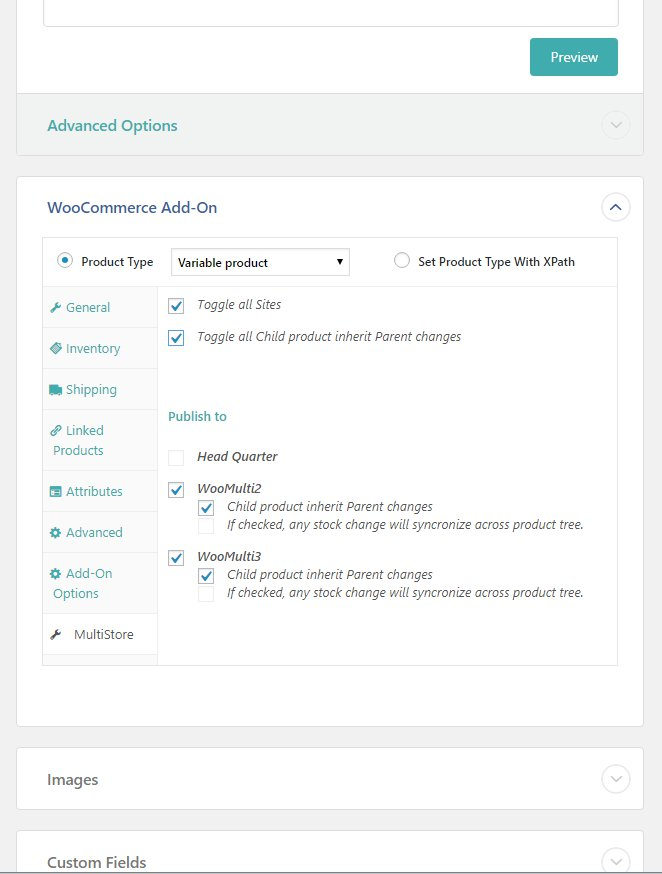 Preview
Advanced Options
WooCommerce Add-On
Product Type
Variable product
Set Product Type With XPath
General
Inventory
Shipping
Linked
Products
Attributes
Advanced
Add-On
Options
MultiStore
Toggle all Sites
Toggle all Child product inherit Parent changes
Publish to
Head Quarter
WooMulti2
Child product inherit Parent changes
If checked, any stock change will syncronize across product tree.
WooMulti3
Child product inherit Parent changes
If checked, any stock change will syncronize across product tree.
Images
Custom Fields